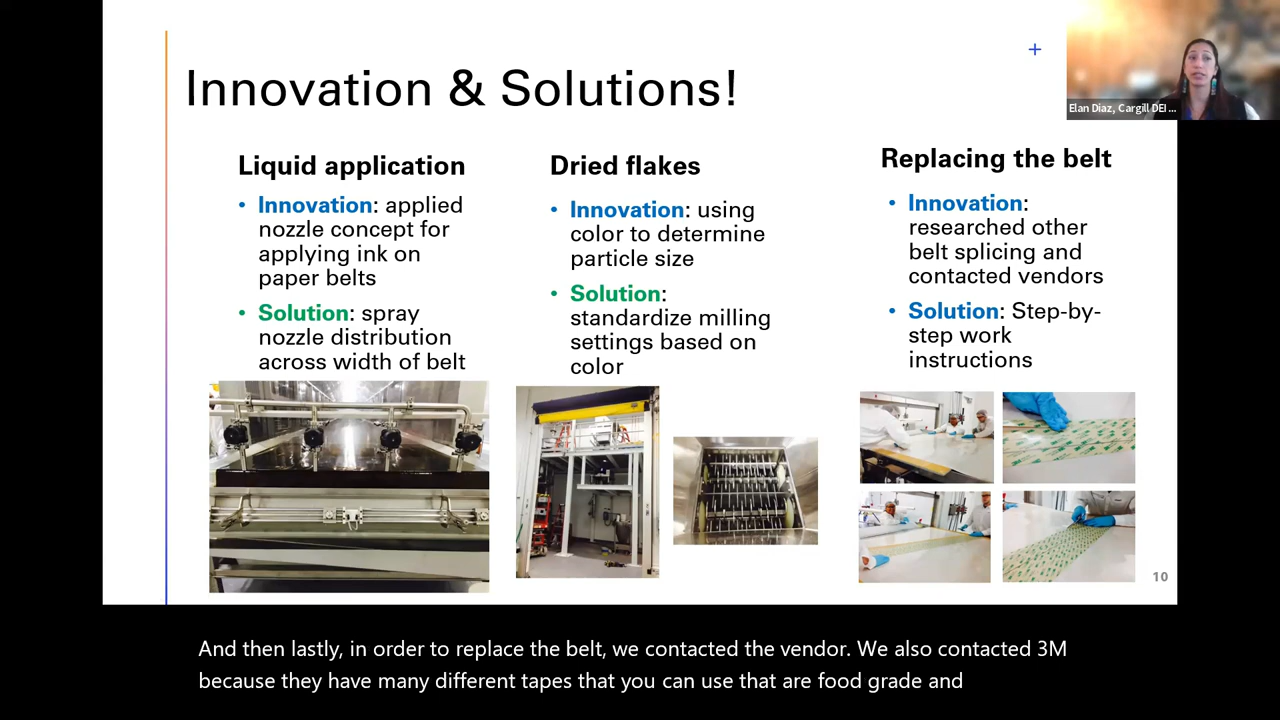 Innovation & Solutions!
Elan Diaz, Cargill DEI ...
Liquid application
• Innovation: applied
nozzle concept for
applying ink on
paper belts
• Solution: spray
nozzle distribution
across width of belt
Dried flakes
• Innovation: using
color to determine
particle size
• Solution:
standardize milling
settings based on
color
Replacing the belt
• Innovation:
researched other
belt splicing and
contacted vendors
• Solution: Step-by-
step work
instructions
10
And then lastly, in order to replace the belt, we contacted the vendor. We also contacted 3M
because they have many different tapes that you can use that are food grade and